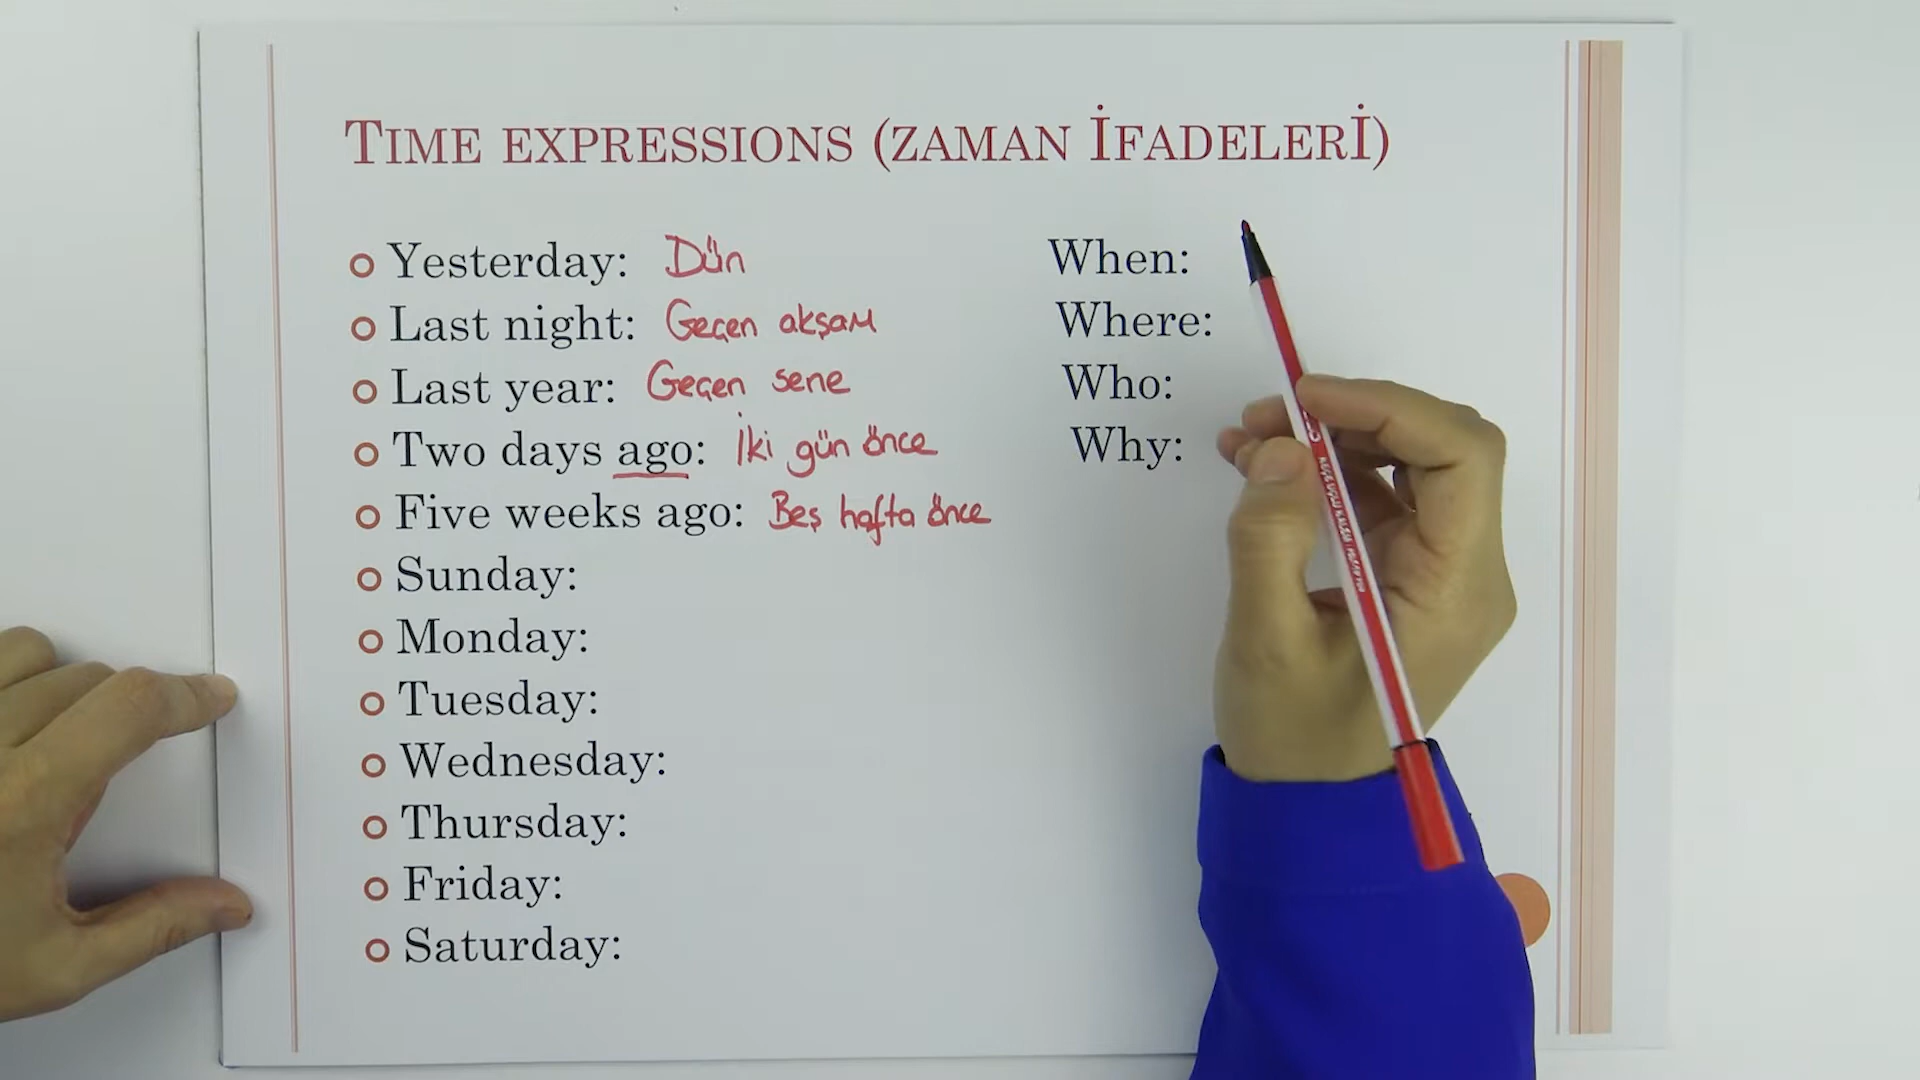 TIME EXPRESSIONS (ZAMAN İFADELERİ)
Yesterday: Dün
Last night: Geçen akşam
Last year: Geçen sene
Two days ago: İki gün önce
Five weeks ago: Beş hafta önce
Sunday:
Monday:
Tuesday:
Wednesday:
Thursday:
Friday:
Saturday:
When:
Where:
Who:
Why: